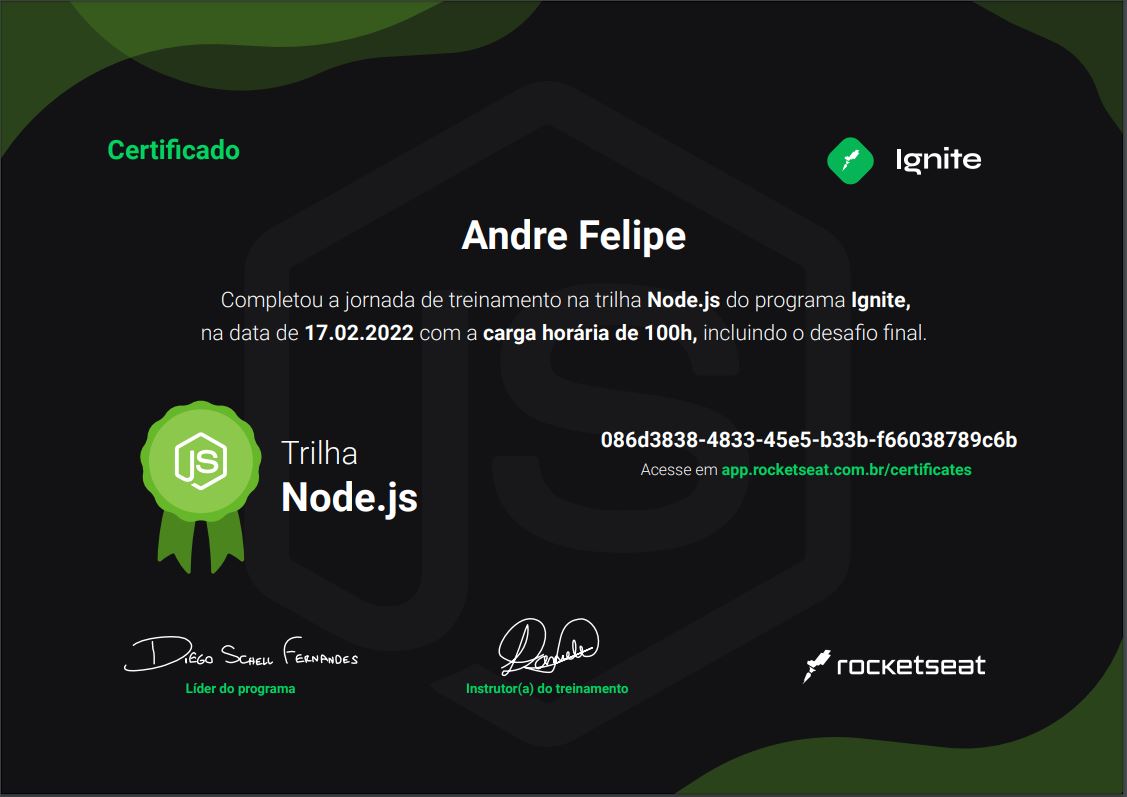 Certificado
Ignite
Andre Felipe
Completou a jornada de treinamento na trilha Node.js do programa Ignite,
na data de 17.02.2022 com a carga horária de 100h, incluindo o desafio final.
JS
Trilha
Node.js
086d3838-4833-45e5-b33b-f66038789c6b
Acesse em app.rocketseat.com.br/certificates
Diego Schell Fernandes
Líder do programa
Instrutor(a) do treinamento
rocketseat